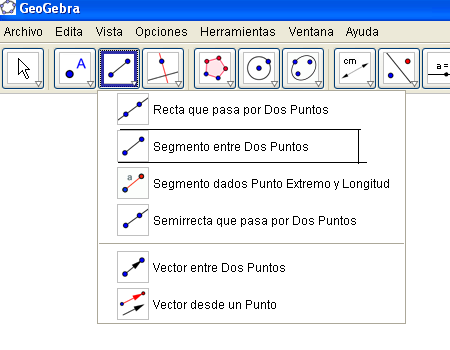 GeoGebra
Archivo Edita Vista Opciones Herramientas Ventana Ayuda
A cm a =
Recta que pasa por Dos Puntos
Segmento entre Dos Puntos
a Segmento dados Punto Extremo y Longitud
Semirrecta que pasa por Dos Puntos
Vector entre Dos Puntos
Vector desde un Punto